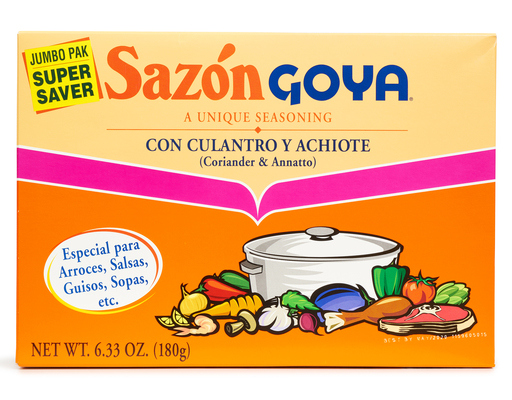 JUMBO PAK
SUPER
SAVER
Sazón GOYA®
A UNIQUE SEASONING
CON CULANTRO Y ACHIOTE
(Coriander & Annatto)
Especial para
Arroces, Salsas,
Guisos, Sopas,
etc.
NET WT. 6.33 OZ. (180g)